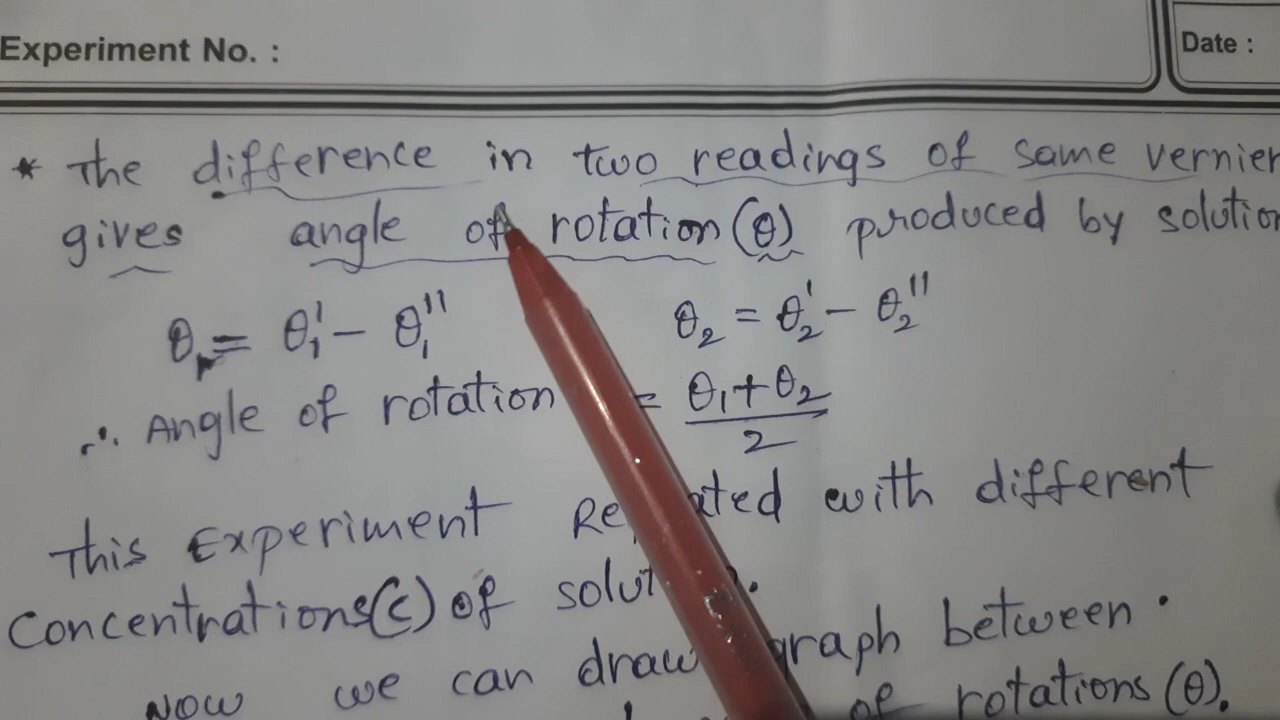 Experiment No. :
Date :
* The difference in two readings of same vernier
gives angle of rotation (θ) produced by solution
θ₁ = θ₁' − θ₁''
θ₂ = θ₂' − θ₂''
∴ Angle of rotation = θ₁+θ₂ / 2
This Experiment with different
Concentrations(c) of
Now we can draw graph between
of rotations (θ).